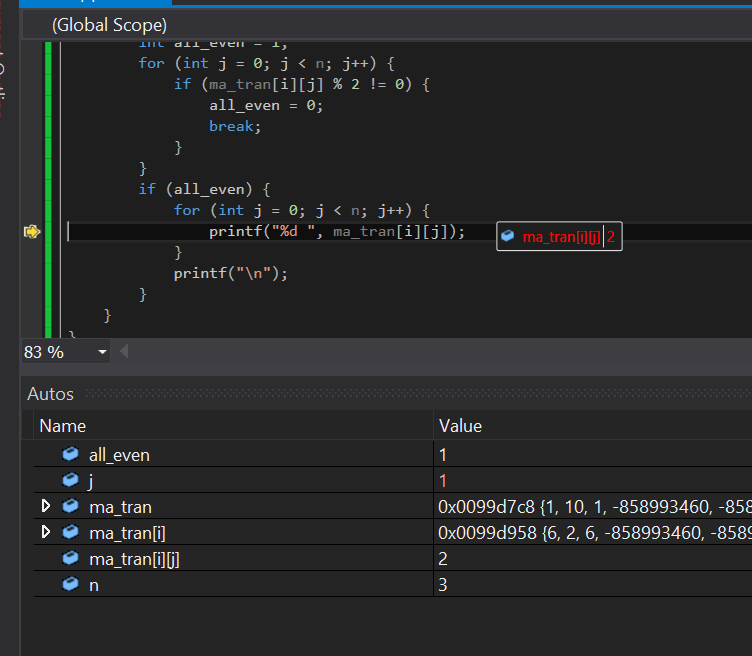 (Global Scope)
int all_even = 1;
for (int j = 0; j < n; j++) {
if (ma_tran[i][j] % 2 != 0) {
all_even = 0;
break;
}
}
if (all_even) {
for (int j = 0; j < n; j++) {
printf("%d ", ma_tran[i][j]);
ma_tran[i][j] 2
}
printf("\n");
}
}
}
83 %
Autos
Name Value
all_even 1
j 1
ma_tran 0x0099d7c8 {1, 10, 1, -858993460, -858
ma_tran[i] 0x0099d958 {6, 2, 6, -858993460, -8589
ma_tran[i][j] 2
n 3